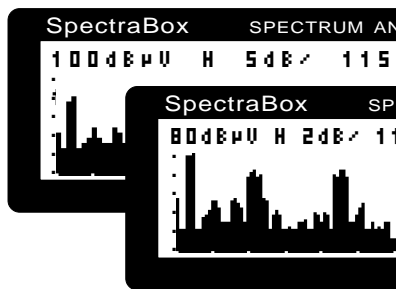 SpectraBox SPECTRUM AN
100dBµV H 5dB/ 115
SpectraBox SP
80dBµV H 2dB/ 11